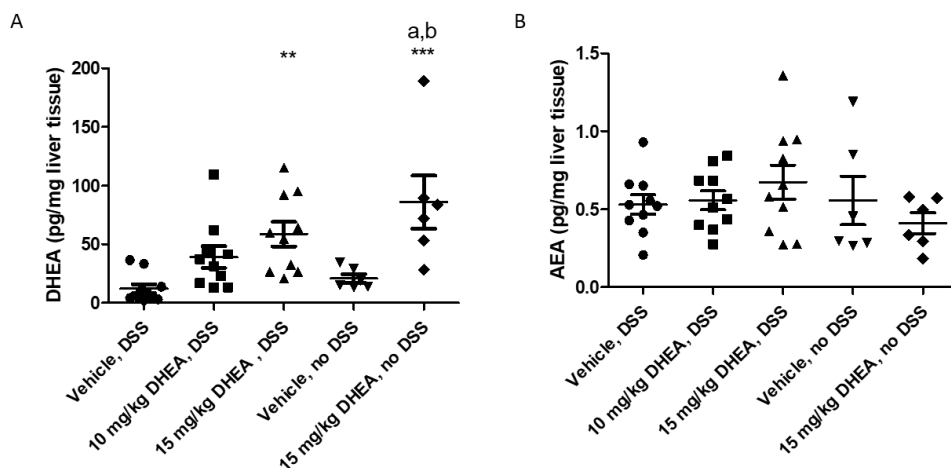 A
DHEA (pg/mg liver tissue)
200
150
100
50
0
**
a,b
***
Vehicle, DSS
10 mg/kg DHEA, DSS
15 mg/kg DHEA , DSS
Vehicle, no DSS
15 mg/kg DHEA, no DSS
B
AEA (pg/mg liver tissue)
1.5
1.0
0.5
0.0
Vehicle, DSS
10 mg/kg DHEA, DSS
15 mg/kg DHEA, DSS
Vehicle, no DSS
15 mg/kg DHEA, no DSS